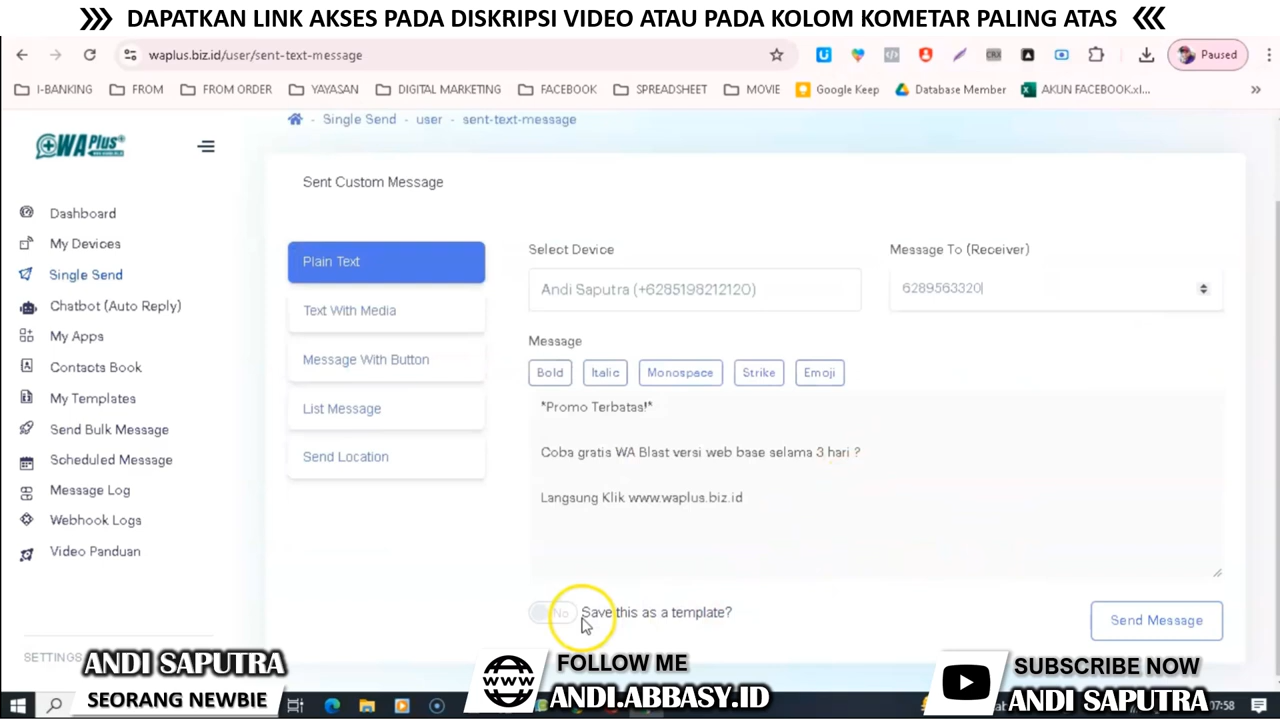 DAPATKAN LINK AKSES PADA DISKRIPSI VIDEO ATAU PADA KOLOM KOMETAR PALING ATAS
waplus.biz.id/user/sent-text-message
Paused
I-BANKING FROM FROM ORDER YAYASAN DIGITAL MARKETING FACEBOOK SPREADSHEET MOVIE Google Keep Database Member AKUN FACEBOOK.xl... »
WA Plus
- Single Send - user - sent-text-message
Sent Custom Message
Dashboard
My Devices
Single Send
Chatbot (Auto Reply)
My Apps
Contacts Book
My Templates
Send Bulk Message
Scheduled Message
Message Log
Webhook Logs
Video Panduan
SETTINGS
Plain Text
Text With Media
Message With Button
List Message
Send Location
Select Device
Andi Saputra (+6285198212120)
Message To (Receiver)
6289563320
Message
Bold Italic Monospace Strike Emoji
*Promo Terbatas!*
Coba gratis WA Blast versi web base selama 3 hari ?
Langsung Klik www.waplus.biz.id
No Save this as a template?
Send Message
ANDI SAPUTRA
SEORANG NEWBIE
WWW
FOLLOW ME
ANDI.ABBASY.ID
SUBSCRIBE NOW
ANDI SAPUTRA
07:58